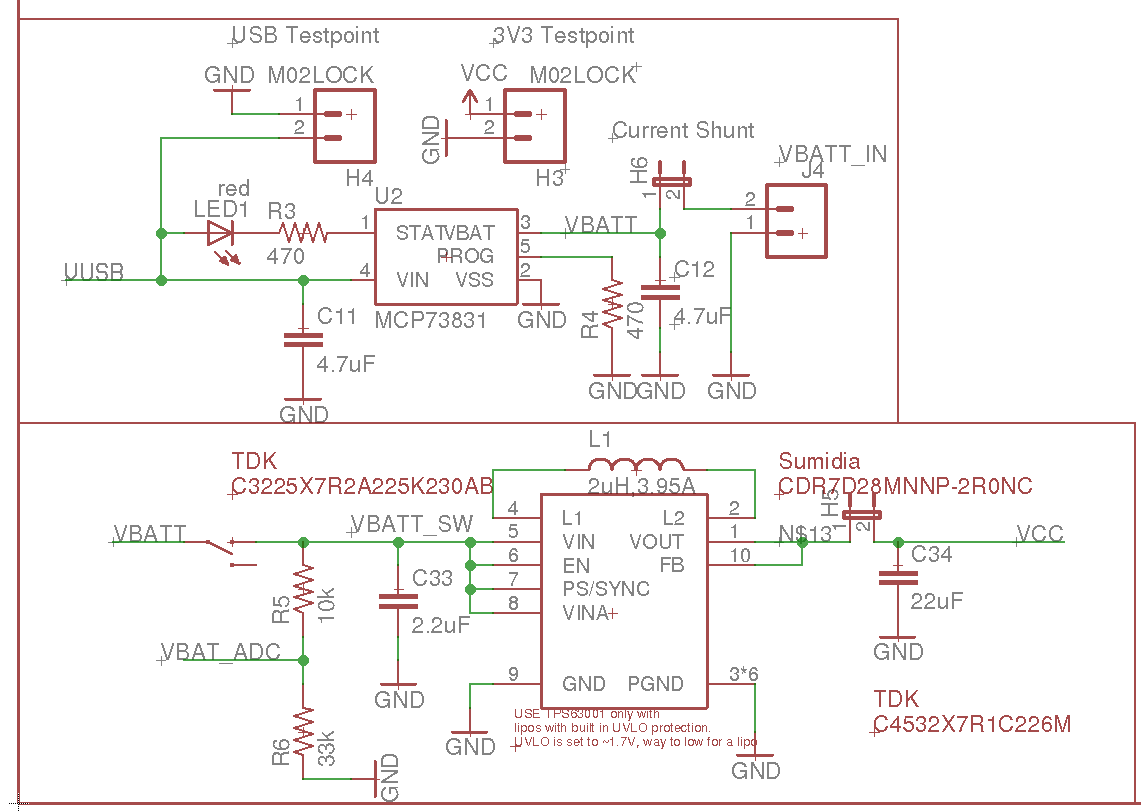 USB Testpoint
3V3 Testpoint
GND M02LOCK
VCC M02LOCK
1
2
GND
1
2
H4
H3
Current Shunt
H6
1
2
VBATT_IN
J4
2
1
red
LED1
R3
470
U2
1
4
STAT
VBAT
PROG
VIN VSS
3
5
2
MCP73831
VBATT
UUSB
C11
4.7uF
GND
GND
R4
470
C12
4.7uF
GND
GND
GND
TDK
C3225X7R2A225K230AB
L1
2uH,3.95A
Sumidia
CDR7D28MNNP-2R0NC
H5
1
2
VBATT
VBATT_SW
4
5
6
7
8
9
L1 L2
VIN VOUT
EN FB
PS/SYNC
VINA
GND PGND
2
1
10
3*6
N$13
VCC
C34
22uF
GND
R5
10k
C33
2.2uF
GND
VBAT_ADC
R6
33k
GND
GND
USE TPS63001 only with
lipos with built in UVLO protection.
UVLO is set to ~1.7V, way to low for a lipo
GND
TDK
C4532X7R1C226M